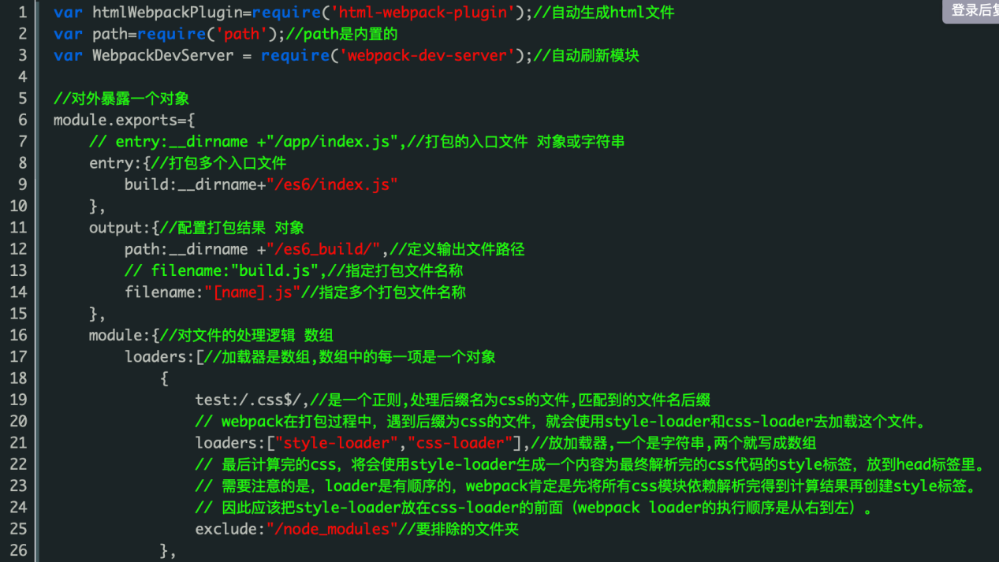 登录后复
1 var htmlWebpackPlugin=require('html-webpack-plugin');//自动生成html文件
2 var path=require('path');//path是内置的
3 var WebpackDevServer = require('webpack-dev-server');//自动刷新模块
4
5 //对外暴露一个对象
6 module.exports={
7 // entry:__dirname +"/app/index.js",//打包的入口文件 对象或字符串
8 entry:{//打包多个入口文件
9 build:__dirname+"/es6/index.js"
10 },
11 output:{//配置打包结果 对象
12 path:__dirname +"/es6_build/",//定义输出文件路径
13 // filename:"build.js",//指定打包文件名称
14 filename:"[name].js"//指定多个打包文件名称
15 },
16 module:{//对文件的处理逻辑 数组
17 loaders:[//加载器是数组,数组中的每一项是一个对象
18 {
19 test:/.css$/,//是一个正则,处理后缀名为css的文件,匹配到的文件名后缀
20 // webpack在打包过程中，遇到后缀为css的文件，就会使用style-loader和css-loader去加载这个文件。
21 loaders:["style-loader","css-loader"],//放加载器,一个是字符串,两个就写成数组
22 // 最后计算完的css，将会使用style-loader生成一个内容为最终解析完的css代码的style标签，放到head标签里。
23 // 需要注意的是，loader是有顺序的，webpack肯定是先将所有css模块依赖解析完得到计算结果再创建style标签。
24 // 因此应该把style-loader放在css-loader的前面（webpack loader的执行顺序是从右到左）。
25 exclude:"/node_modules"//要排除的文件夹
26 },